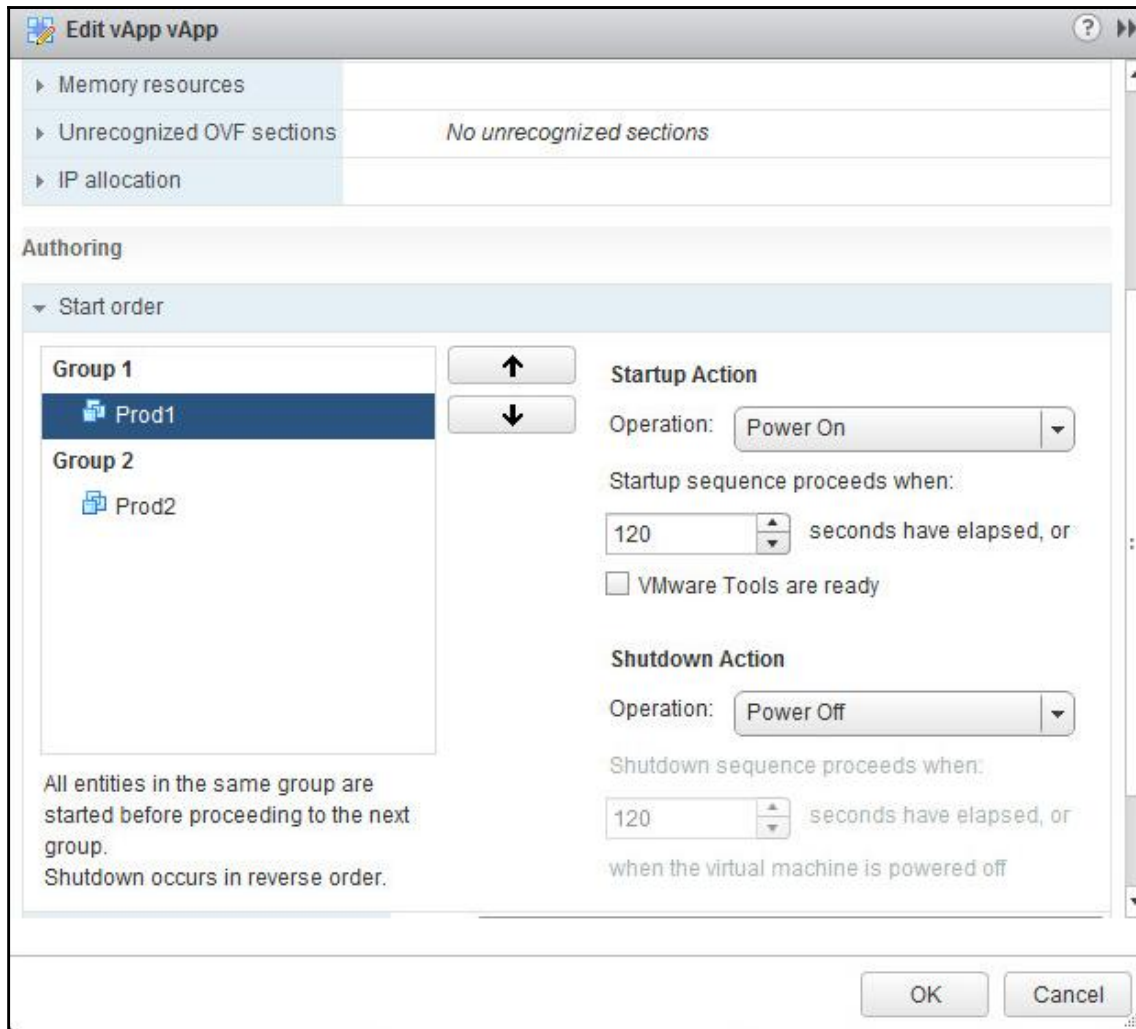 Edit vApp vApp
Memory resources
Unrecognized OVF sections No unrecognized sections
IP allocation
Authoring
Start order
Group 1
Prod1
Group 2
Prod2
All entities in the same group are
started before proceeding to the next
group.
Shutdown occurs in reverse order.
Startup Action
Operation: Power On
Startup sequence proceeds when:
120 seconds have elapsed, or
VMware Tools are ready
Shutdown Action
Operation: Power Off
Shutdown sequence proceeds when:
120 seconds have elapsed, or
when the virtual machine is powered off
OK Cancel